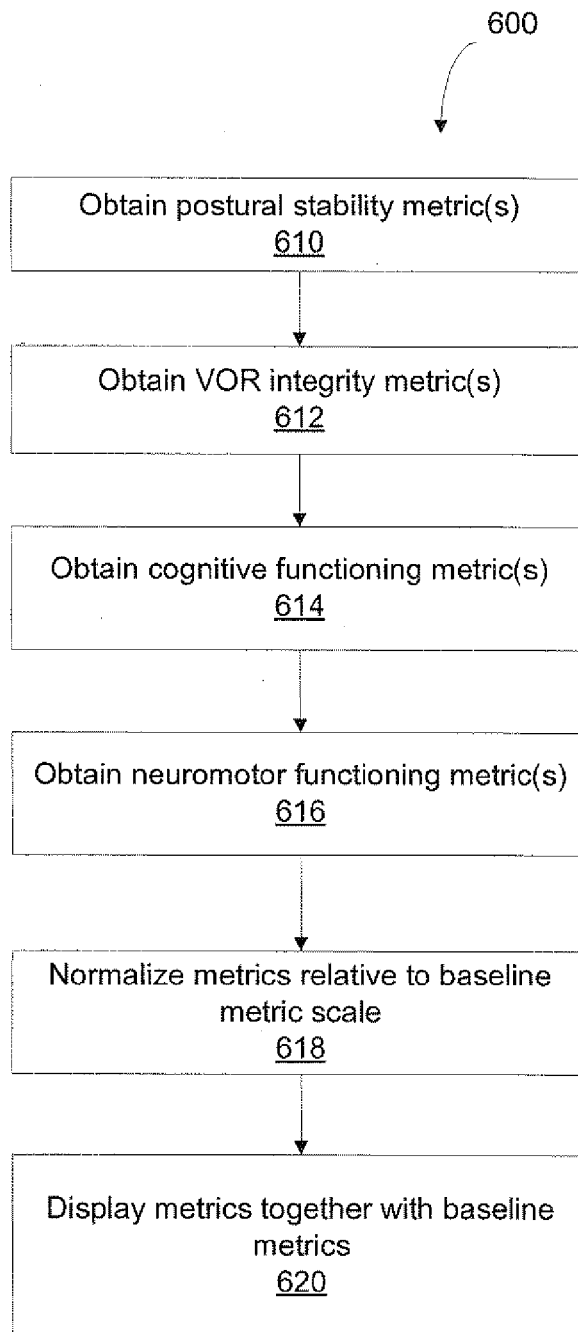 600
Obtain postural stability metric(s)
610
Obtain VOR integrity metric(s)
612
Obtain cognitive functioning metric(s)
614
Obtain neuromotor functioning metric(s)
616
Normalize metrics relative to baseline
metric scale
618
Display metrics together with baseline
metrics
620